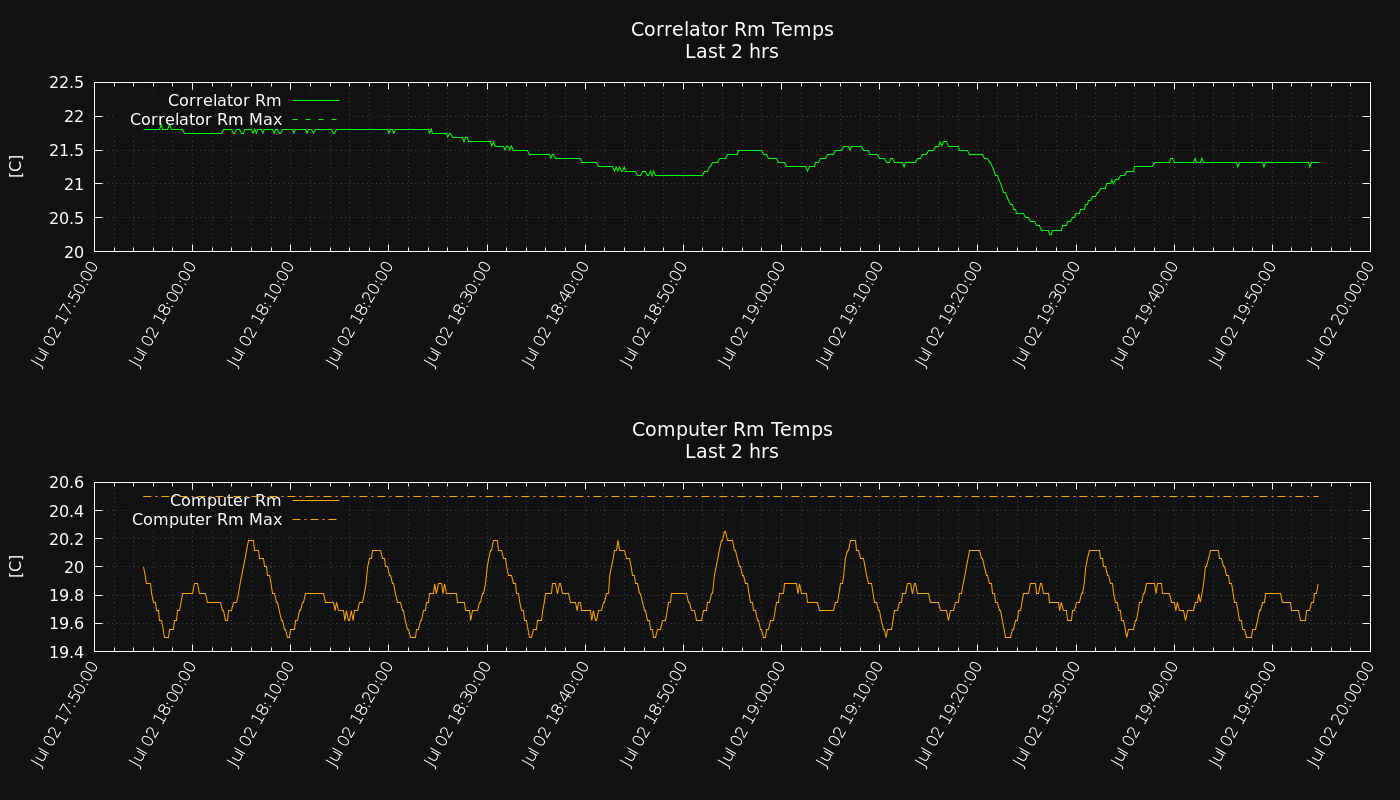 Correlator Rm Temps
Last 2 hrs
22.5
22
21.5
21
20.5
20
[C]
Correlator Rm
Correlator Rm Max
Jul 02 17:50:00
Jul 02 18:00:00
Jul 02 18:10:00
Jul 02 18:20:00
Jul 02 18:30:00
Jul 02 18:40:00
Jul 02 18:50:00
Jul 02 19:00:00
Jul 02 19:10:00
Jul 02 19:20:00
Jul 02 19:30:00
Jul 02 19:40:00
Jul 02 19:50:00
Jul 02 20:00:00
Computer Rm Temps
Last 2 hrs
20.6
20.4
20.2
20
19.8
19.6
19.4
[C]
Computer Rm
Computer Rm Max
Jul 02 17:50:00
Jul 02 18:00:00
Jul 02 18:10:00
Jul 02 18:20:00
Jul 02 18:30:00
Jul 02 18:40:00
Jul 02 18:50:00
Jul 02 19:00:00
Jul 02 19:10:00
Jul 02 19:20:00
Jul 02 19:30:00
Jul 02 19:40:00
Jul 02 19:50:00
Jul 02 20:00:00